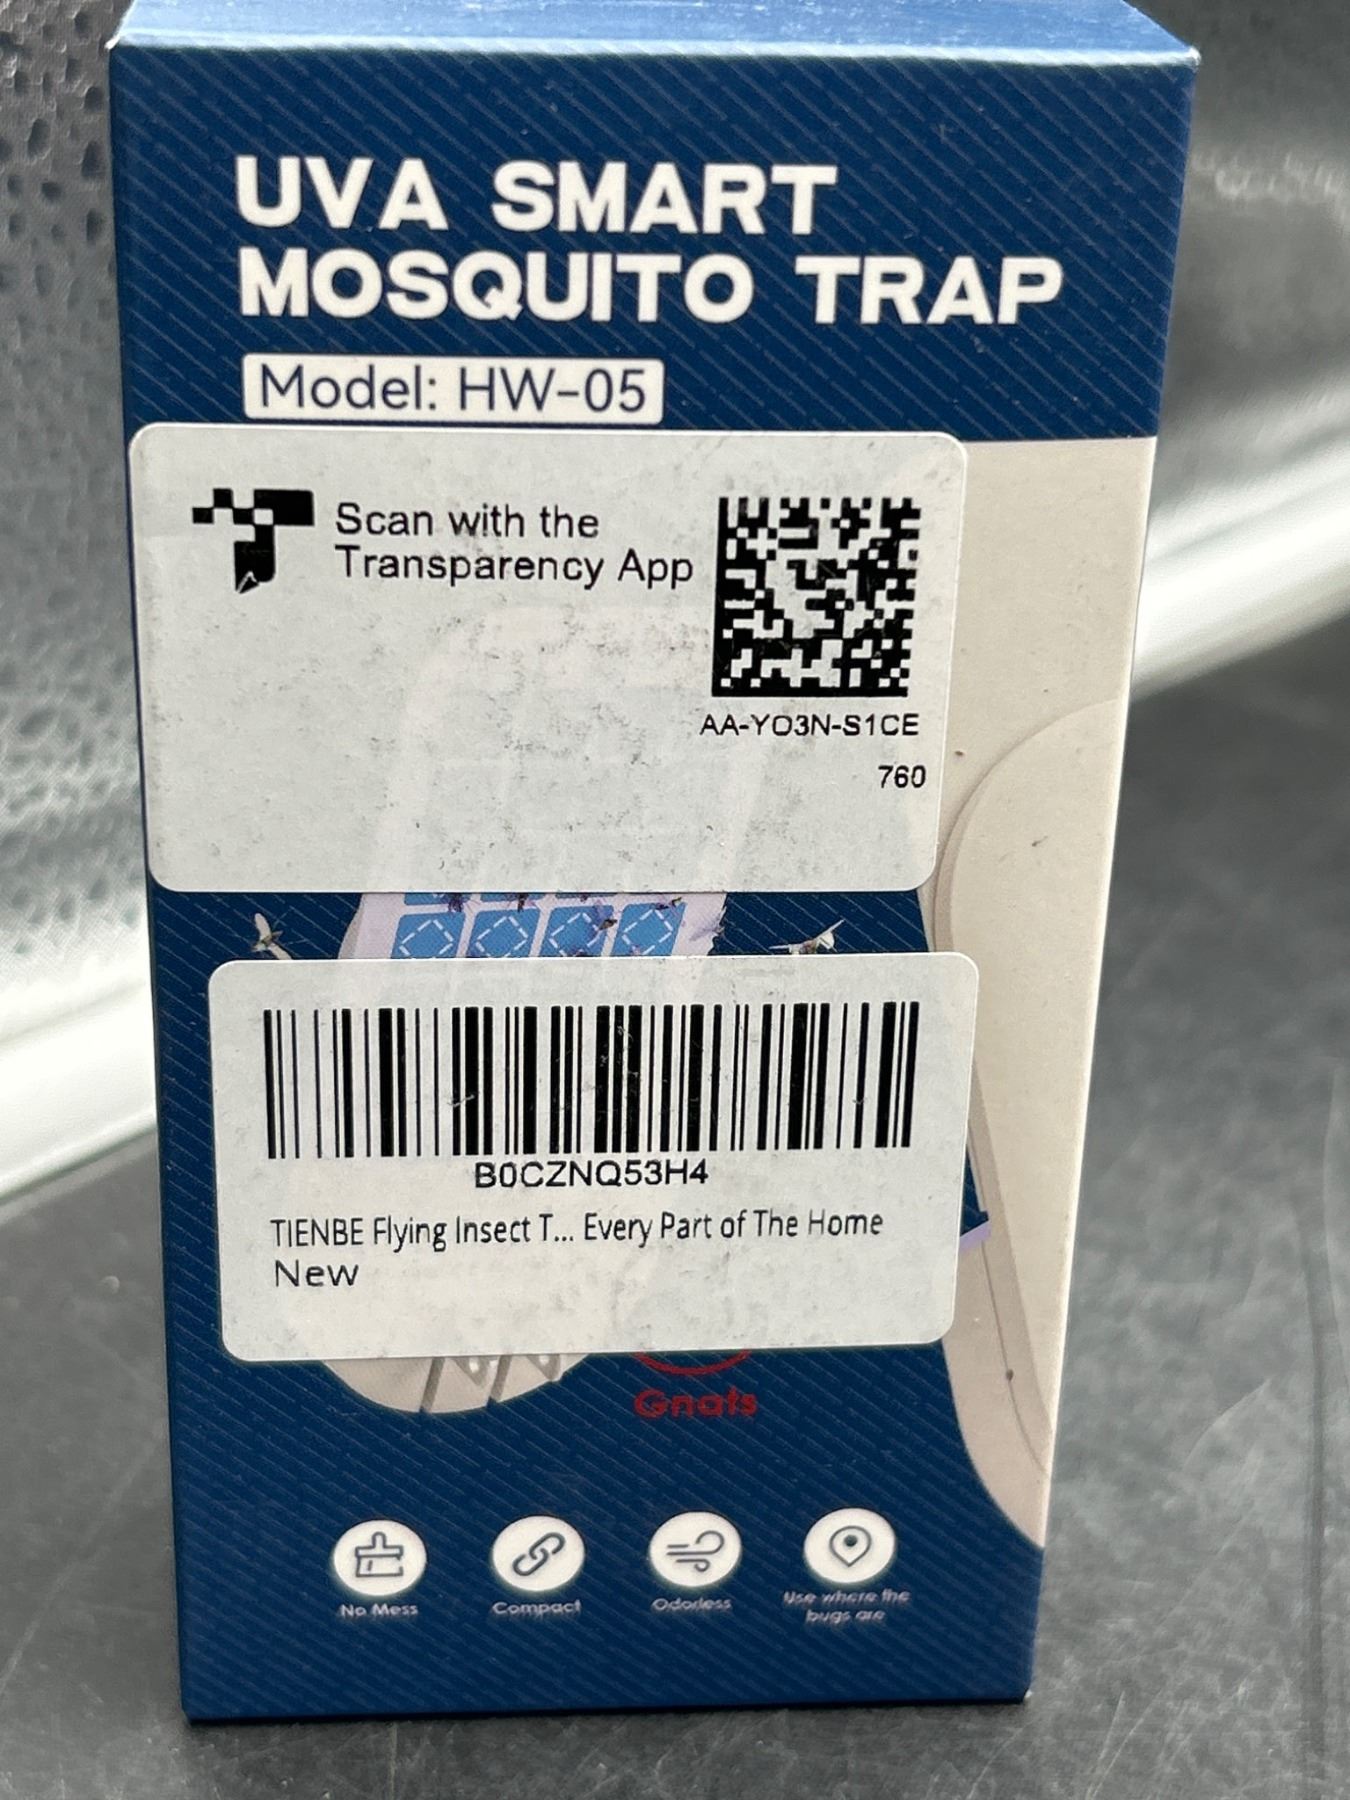 UVA SMART
MOSQUITO TRAP
Model: HW-05
Scan with the
Transparency App
AA-YO3N-S1CE
760
B0CZNQ53H4
TIENBE Flying Insect T... Every Part of The Home
New
Gnats
No Mess
Compact
Odorless
Use where the
bugs are